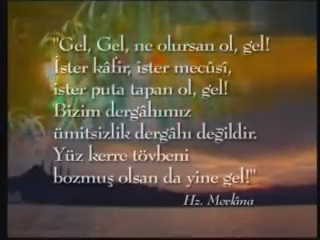 "Gel, Gel, ne olursan ol, gel!
İster kâfir, ister mecûsî,
ister puta tapan ol, gel!
Bizim dergâhımız
ümitsizlik dergâhı değildir.
Yüz kerre tövbeni
bozmuş olsan da yine gel!"
Hz. Mevlâna